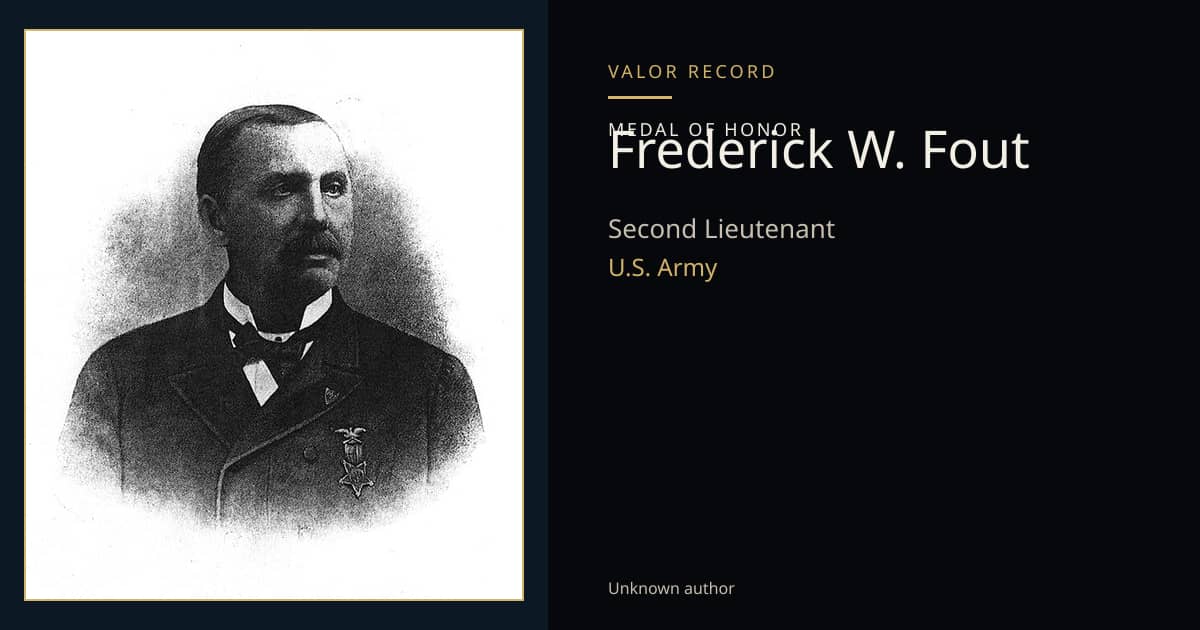 VALOR RECORD
MEDAL OF HONOR
Frederick W. Fout
Second Lieutenant
U.S. Army
Unknown author